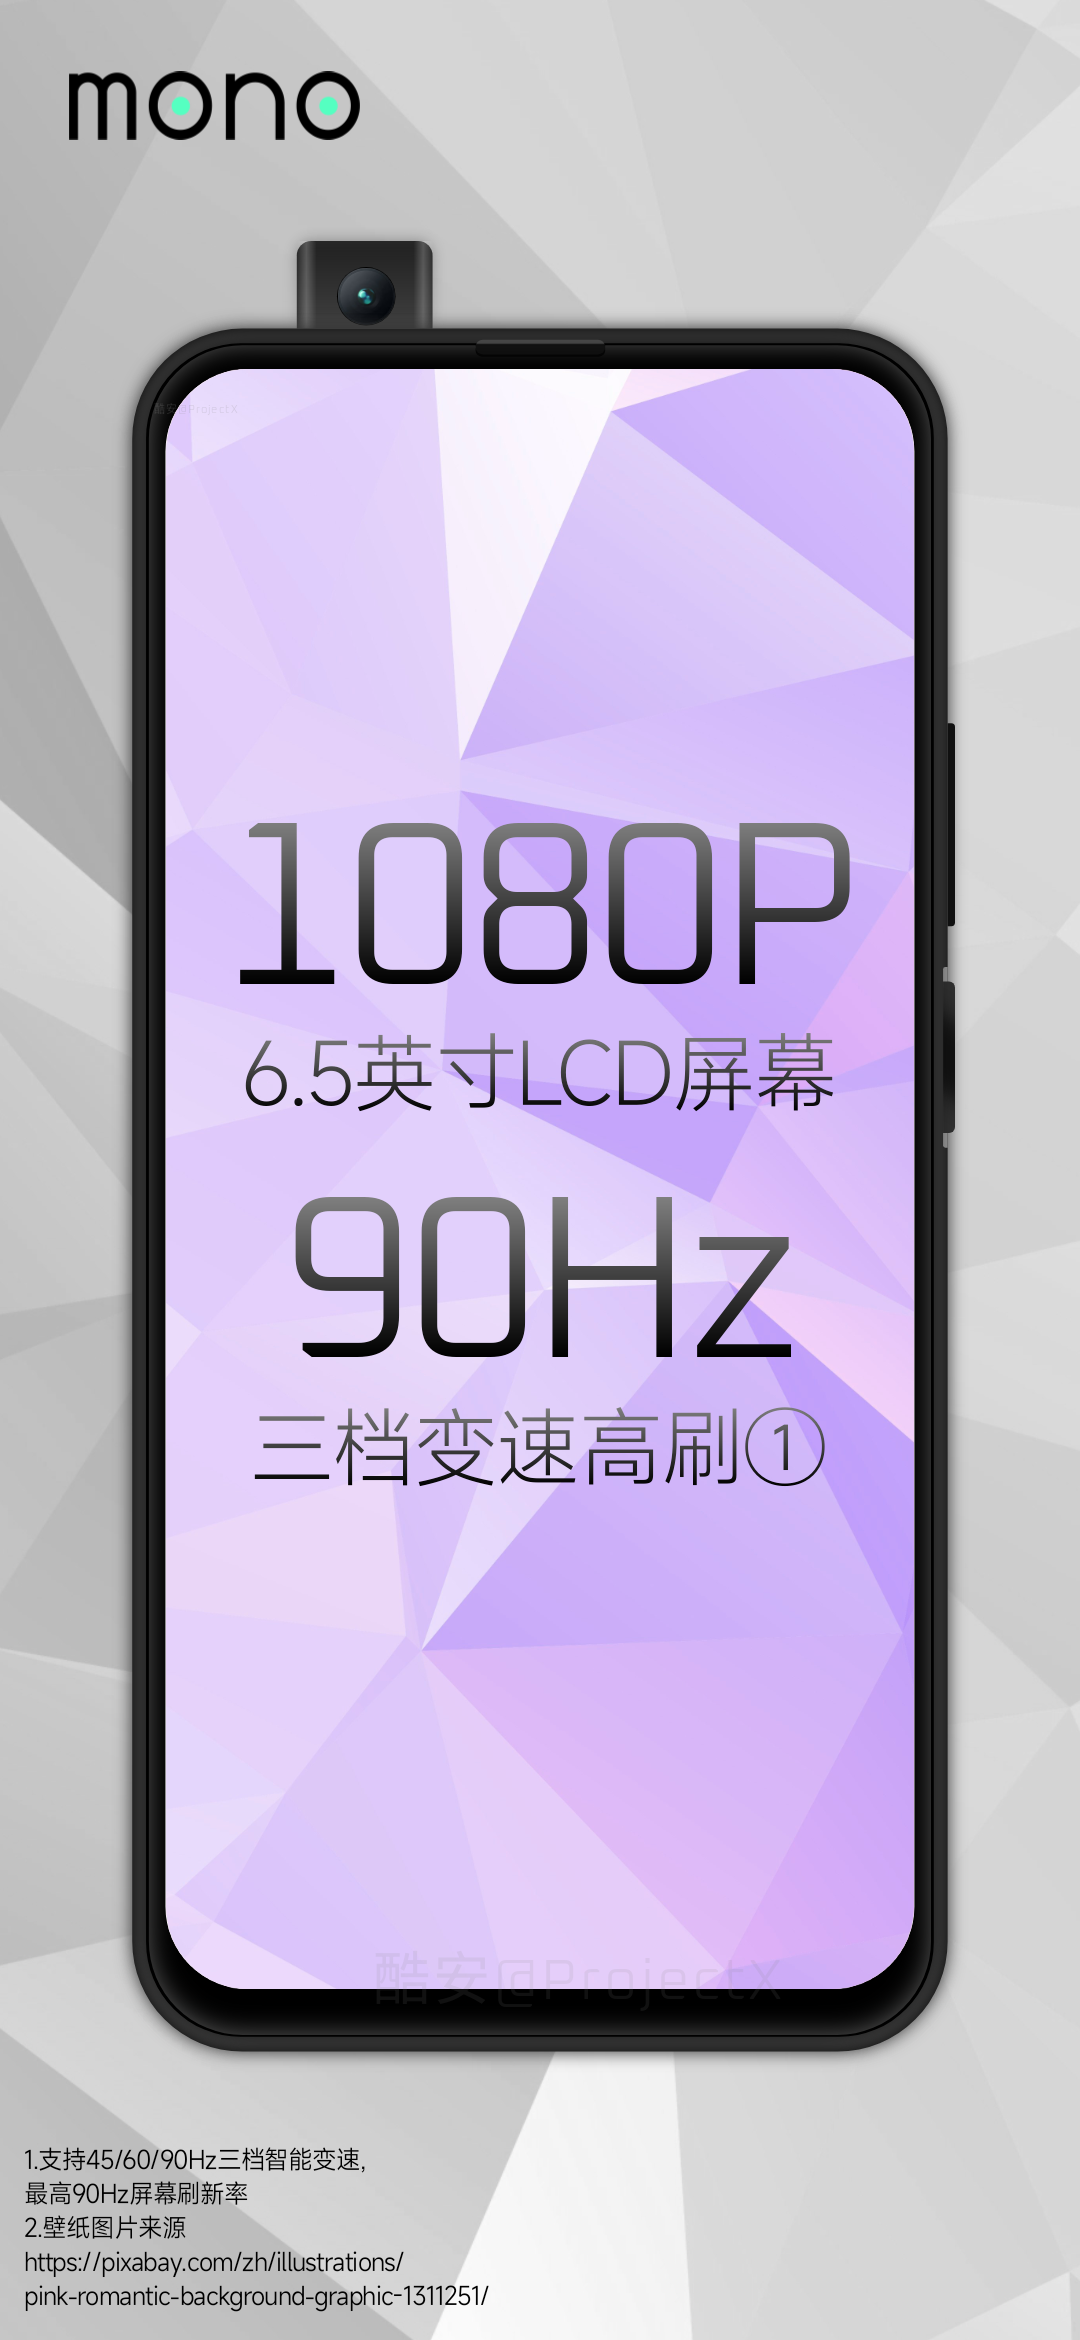 mono
酷安@ProjectX
1080P
6.5英寸LCD屏幕
90Hz
三档变速高刷①
酷安@ProjectX
1.支持45/60/90Hz三档智能变速,
最高90Hz屏幕刷新率
2.壁纸图片来源
https://pixabay.com/zh/illustrations/
pink-romantic-background-graphic-1311251/